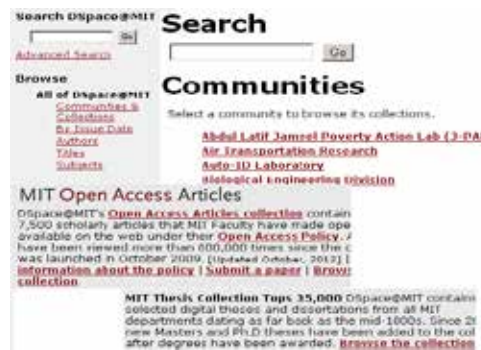 Search DSpace@MIT
Go
Advanced Search
Browse
All of DSpace@MIT
Communities &
Collections
By Issue Date
Authors
Titles
Subjects
Search
Go
Communities
Select a community to browse its collections.
Abdul Latif Jameel Poverty Action Lab (J-PA
Air Transportation Research
Auto-ID Laboratory
Biological Engineering Division
MIT Open Access Articles
DSpace@MIT's Open Access Articles collection contain
7,500 scholarly articles that MIT Faculty have made ope
available on the web under their Open Access Policy. A
have been viewed more than 600,000 times since the c
was launched in October 2009. [Updated October, 2012] [
information about the policy | Submit a paper | Brows
collection
MIT Thesis Collection Tops 35,000 DSpace@MIT contains
selected digital theses and dissertations from all MIT
departments dating as far back as the mid-1800s. Since 20
new Masters and Ph.D theses have been added to the col
after degrees have been awarded. Browse the collection